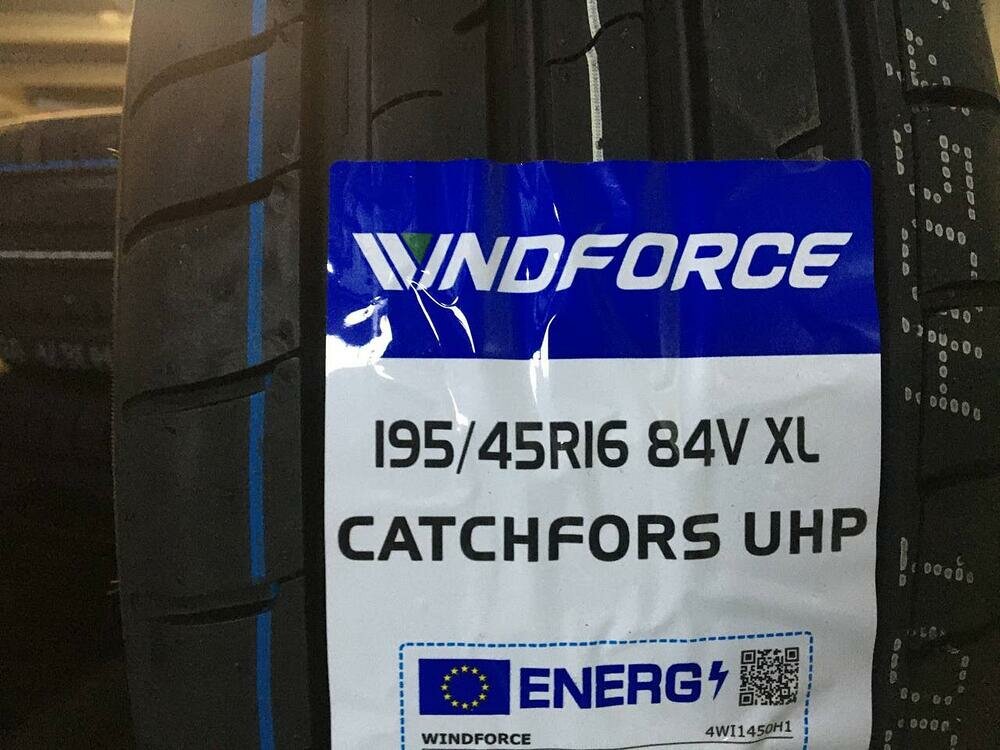 WINDFORCE
195/45R16 84V XL
CATCHFORS UHP
ENERG
WINDFORCE
4WI1450H1